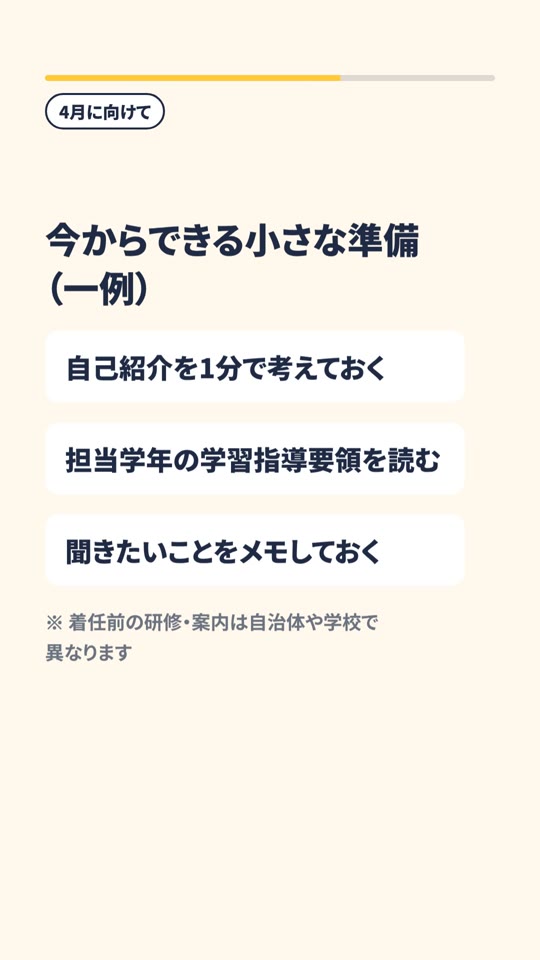 4月に向けて
今からできる小さな準備
（一例）
自己紹介を1分で考えておく
担当学年の学習指導要領を読む
聞きたいことをメモしておく
※ 着任前の研修・案内は自治体や学校で
異なります